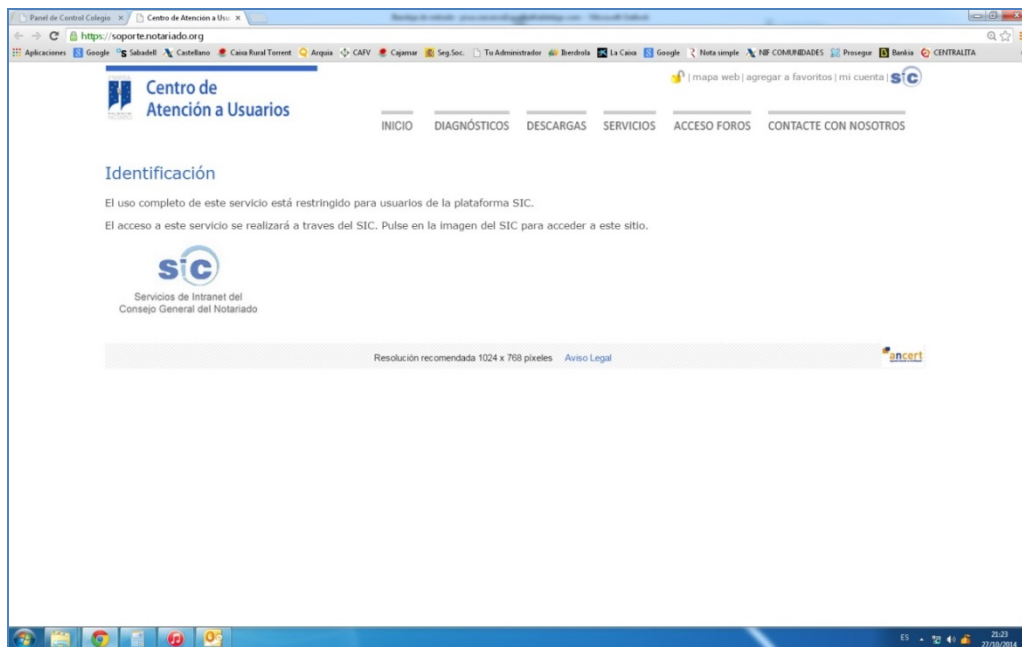 Panel de Control Colegio
Centro de Atención a Usu
https://soporte.notariado.org
Aplicaciones Google Sabadell Castellano Caixa Rural Torrent Arquia CAFV Cajamar Seg.Soc. Tu Administrador Iberdrola La Caixa Google Nota simple NIF COMUNIDADES Prosegur Bankia CENTRALITA
Centro de
Atención a Usuarios
| mapa web | agregar a favoritos | mi cuenta | sic
INICIO DIAGNÓSTICOS DESCARGAS SERVICIOS ACCESO FOROS CONTACTE CON NOSOTROS
Identificación
El uso completo de este servicio está restringido para usuarios de la plataforma SIC.
El acceso a este servicio se realizará a traves del SIC. Pulse en la imagen del SIC para acceder a este sitio.
sic
Servicios de Intranet del
Consejo General del Notariado
Resolución recomendada 1024 x 768 píxeles Aviso Legal
ancert
ES
21:23
27/10/2014